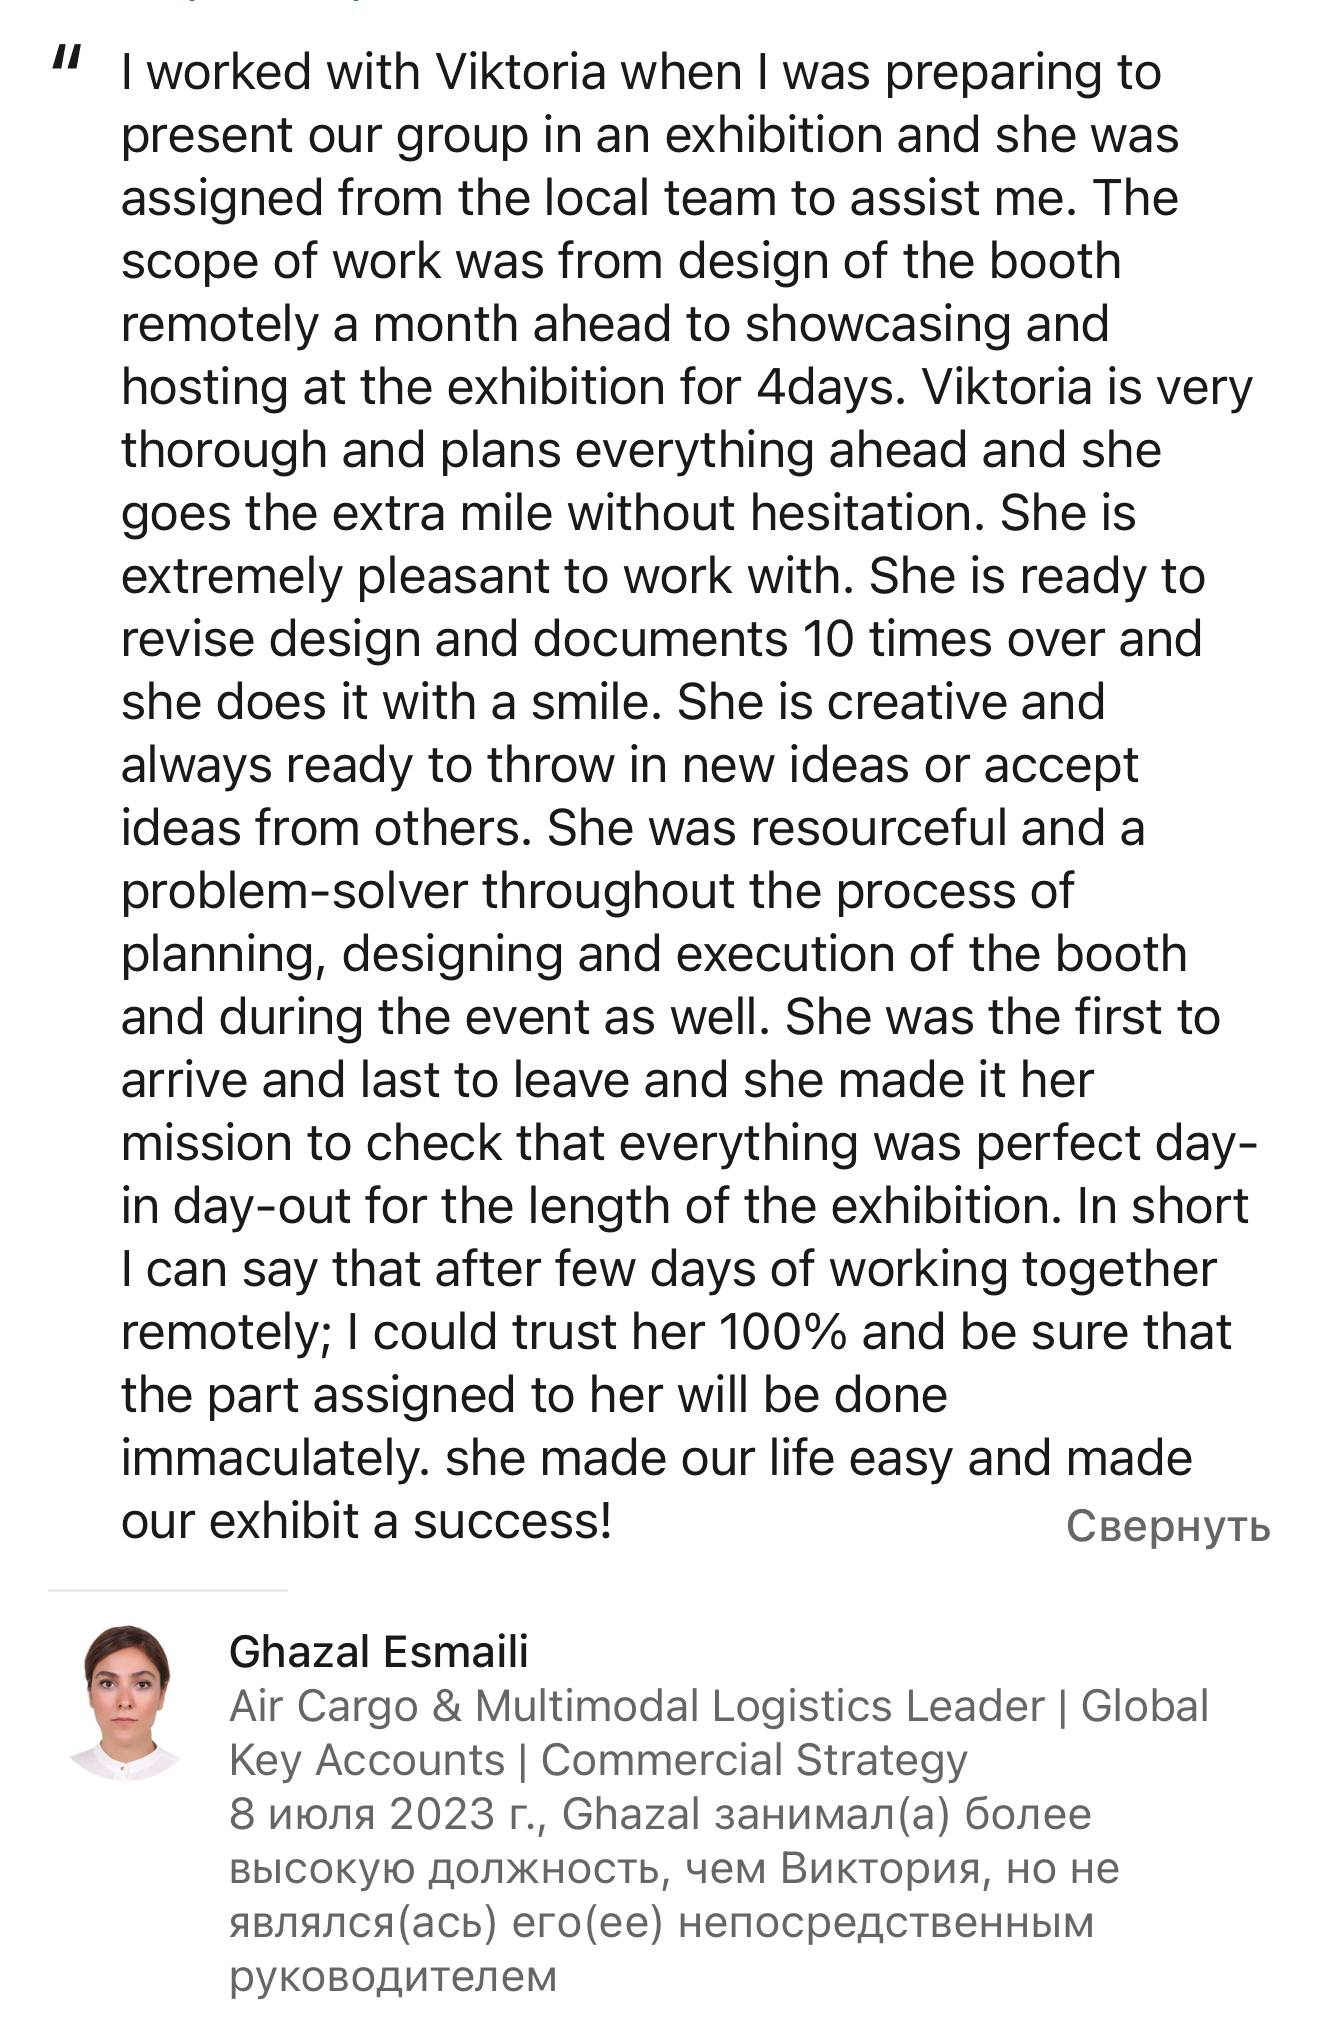 “ I worked with Viktoria when I was preparing to
present our group in an exhibition and she was
assigned from the local team to assist me. The
scope of work was from design of the booth
remotely a month ahead to showcasing and
hosting at the exhibition for 4days. Viktoria is very
thorough and plans everything ahead and she
goes the extra mile without hesitation. She is
extremely pleasant to work with. She is ready to
revise design and documents 10 times over and
she does it with a smile. She is creative and
always ready to throw in new ideas or accept
ideas from others. She was resourceful and a
problem-solver throughout the process of
planning, designing and execution of the booth
and during the event as well. She was the first to
arrive and last to leave and she made it her
mission to check that everything was perfect day-
in day-out for the length of the exhibition. In short
I can say that after few days of working together
remotely; I could trust her 100% and be sure that
the part assigned to her will be done
immaculately. she made our life easy and made
our exhibit a success!
Свернуть
Ghazal Esmaili
Air Cargo & Multimodal Logistics Leader | Global
Key Accounts | Commercial Strategy
8 июля 2023 г., Ghazal занимал(а) более
высокую должность, чем Виктория, но не
являлся(ась) его(ее) непосредственным
руководителем